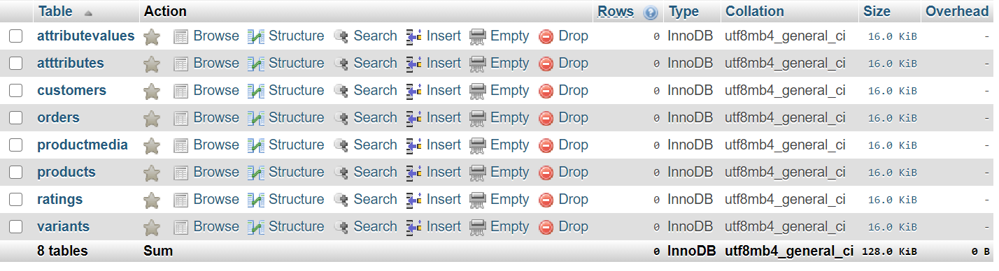 Table Action Rows Type Collation Size Overhead
attributevalues Browse Structure Search Insert Empty Drop 0 InnoDB utf8mb4_general_ci 16.0 KiB -
atttributes Browse Structure Search Insert Empty Drop 0 InnoDB utf8mb4_general_ci 16.0 KiB -
customers Browse Structure Search Insert Empty Drop 0 InnoDB utf8mb4_general_ci 16.0 KiB -
orders Browse Structure Search Insert Empty Drop 0 InnoDB utf8mb4_general_ci 16.0 KiB -
productmedia Browse Structure Search Insert Empty Drop 0 InnoDB utf8mb4_general_ci 16.0 KiB -
products Browse Structure Search Insert Empty Drop 0 InnoDB utf8mb4_general_ci 16.0 KiB -
ratings Browse Structure Search Insert Empty Drop 0 InnoDB utf8mb4_general_ci 16.0 KiB -
variants Browse Structure Search Insert Empty Drop 0 InnoDB utf8mb4_general_ci 16.0 KiB -
8 tables Sum 0 InnoDB utf8mb4_general_ci 128.0 KiB 0 B